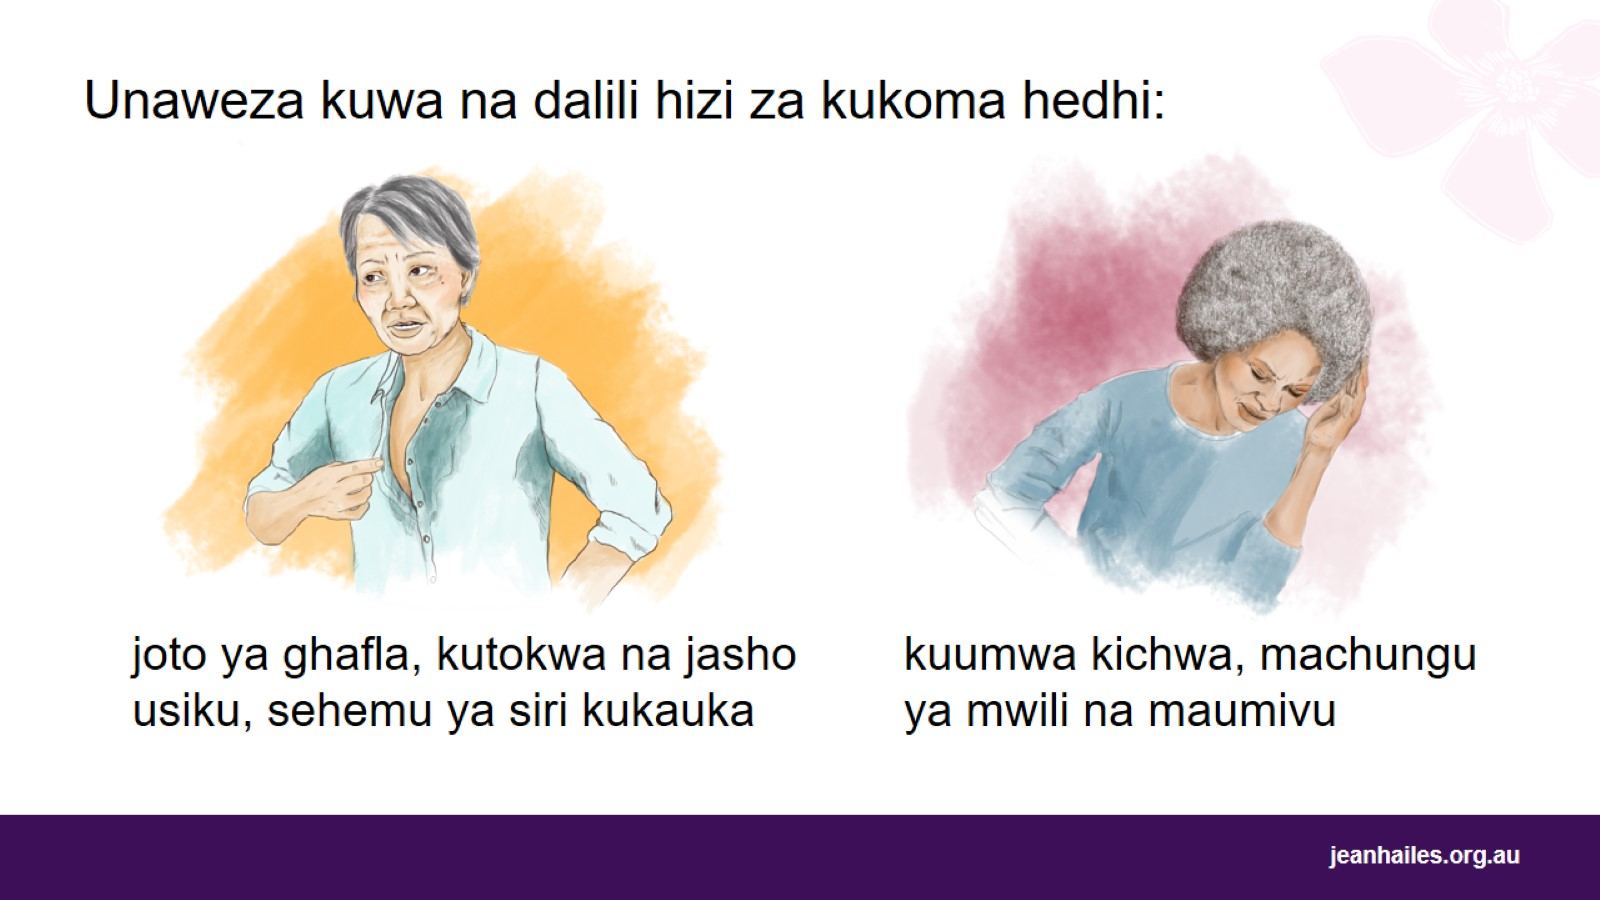 Unaweza kuwa na dalili hizi za kukoma hedhi:
joto ya ghafla, kutokwa na jasho
usiku, sehemu ya siri kukauka
kuumwa kichwa, machungu
ya mwili na maumivu
jeanhailes.org.au